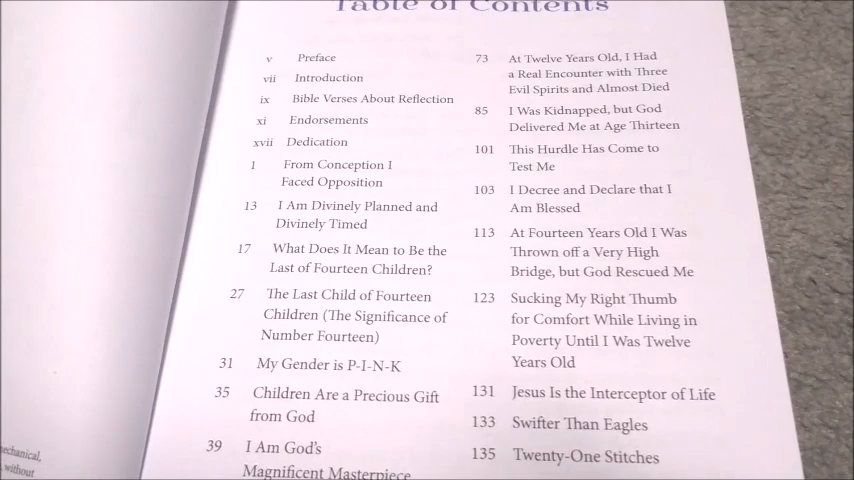 Table of Contents
v Preface
vii Introduction
ix Bible Verses About Reflection
xi Endorsements
xvii Dedication
1 From Conception I
Faced Opposition
13 I Am Divinely Planned and
Divinely Timed
17 What Does It Mean to Be the
Last of Fourteen Children?
27 The Last Child of Fourteen
Children (The Significance of
Number Fourteen)
31 My Gender is P-I-N-K
35 Children Are a Precious Gift
from God
39 I Am God's
Magnificent Masterpiece
73 At Twelve Years Old, I Had
a Real Encounter with Three
Evil Spirits and Almost Died
85 I Was Kidnapped, but God
Delivered Me at Age Thirteen
101 This Hurdle Has Come to
Test Me
103 I Decree and Declare that I
Am Blessed
113 At Fourteen Years Old I Was
Thrown off a Very High
Bridge, but God Rescued Me
123 Sucking My Right Thumb
for Comfort While Living in
Poverty Until I Was Twelve
Years Old
131 Jesus Is the Interceptor of Life
133 Swifter Than Eagles
135 Twenty-One Stitches
mechanical,
without